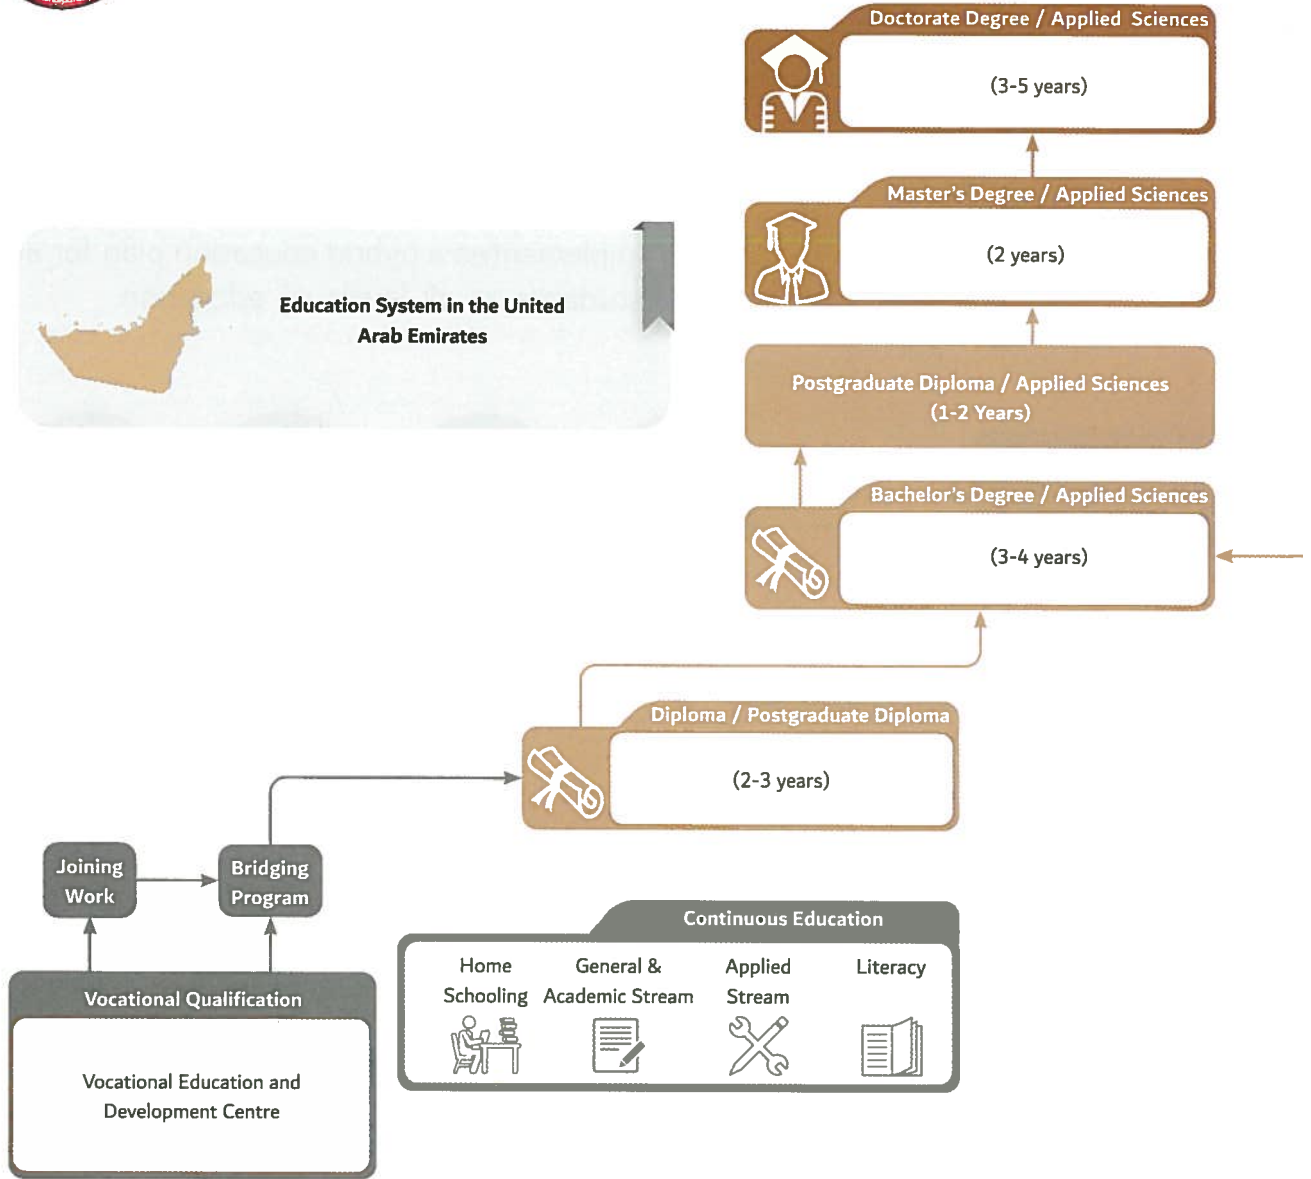 Doctorate Degree / Applied Sciences
(3-5 years)
Master's Degree / Applied Sciences
(2 years)
Education System in the United
Arab Emirates
Postgraduate Diploma / Applied Sciences
(1-2 Years)
Bachelor's Degree / Applied Sciences
(3-4 years)
Diploma / Postgraduate Diploma
(2-3 years)
Joining
Work
Bridging
Program
Continuous Education
Home
Schooling
General &
Academic Stream
Applied
Stream
Literacy
Vocational Qualification
Vocational Education and
Development Centre